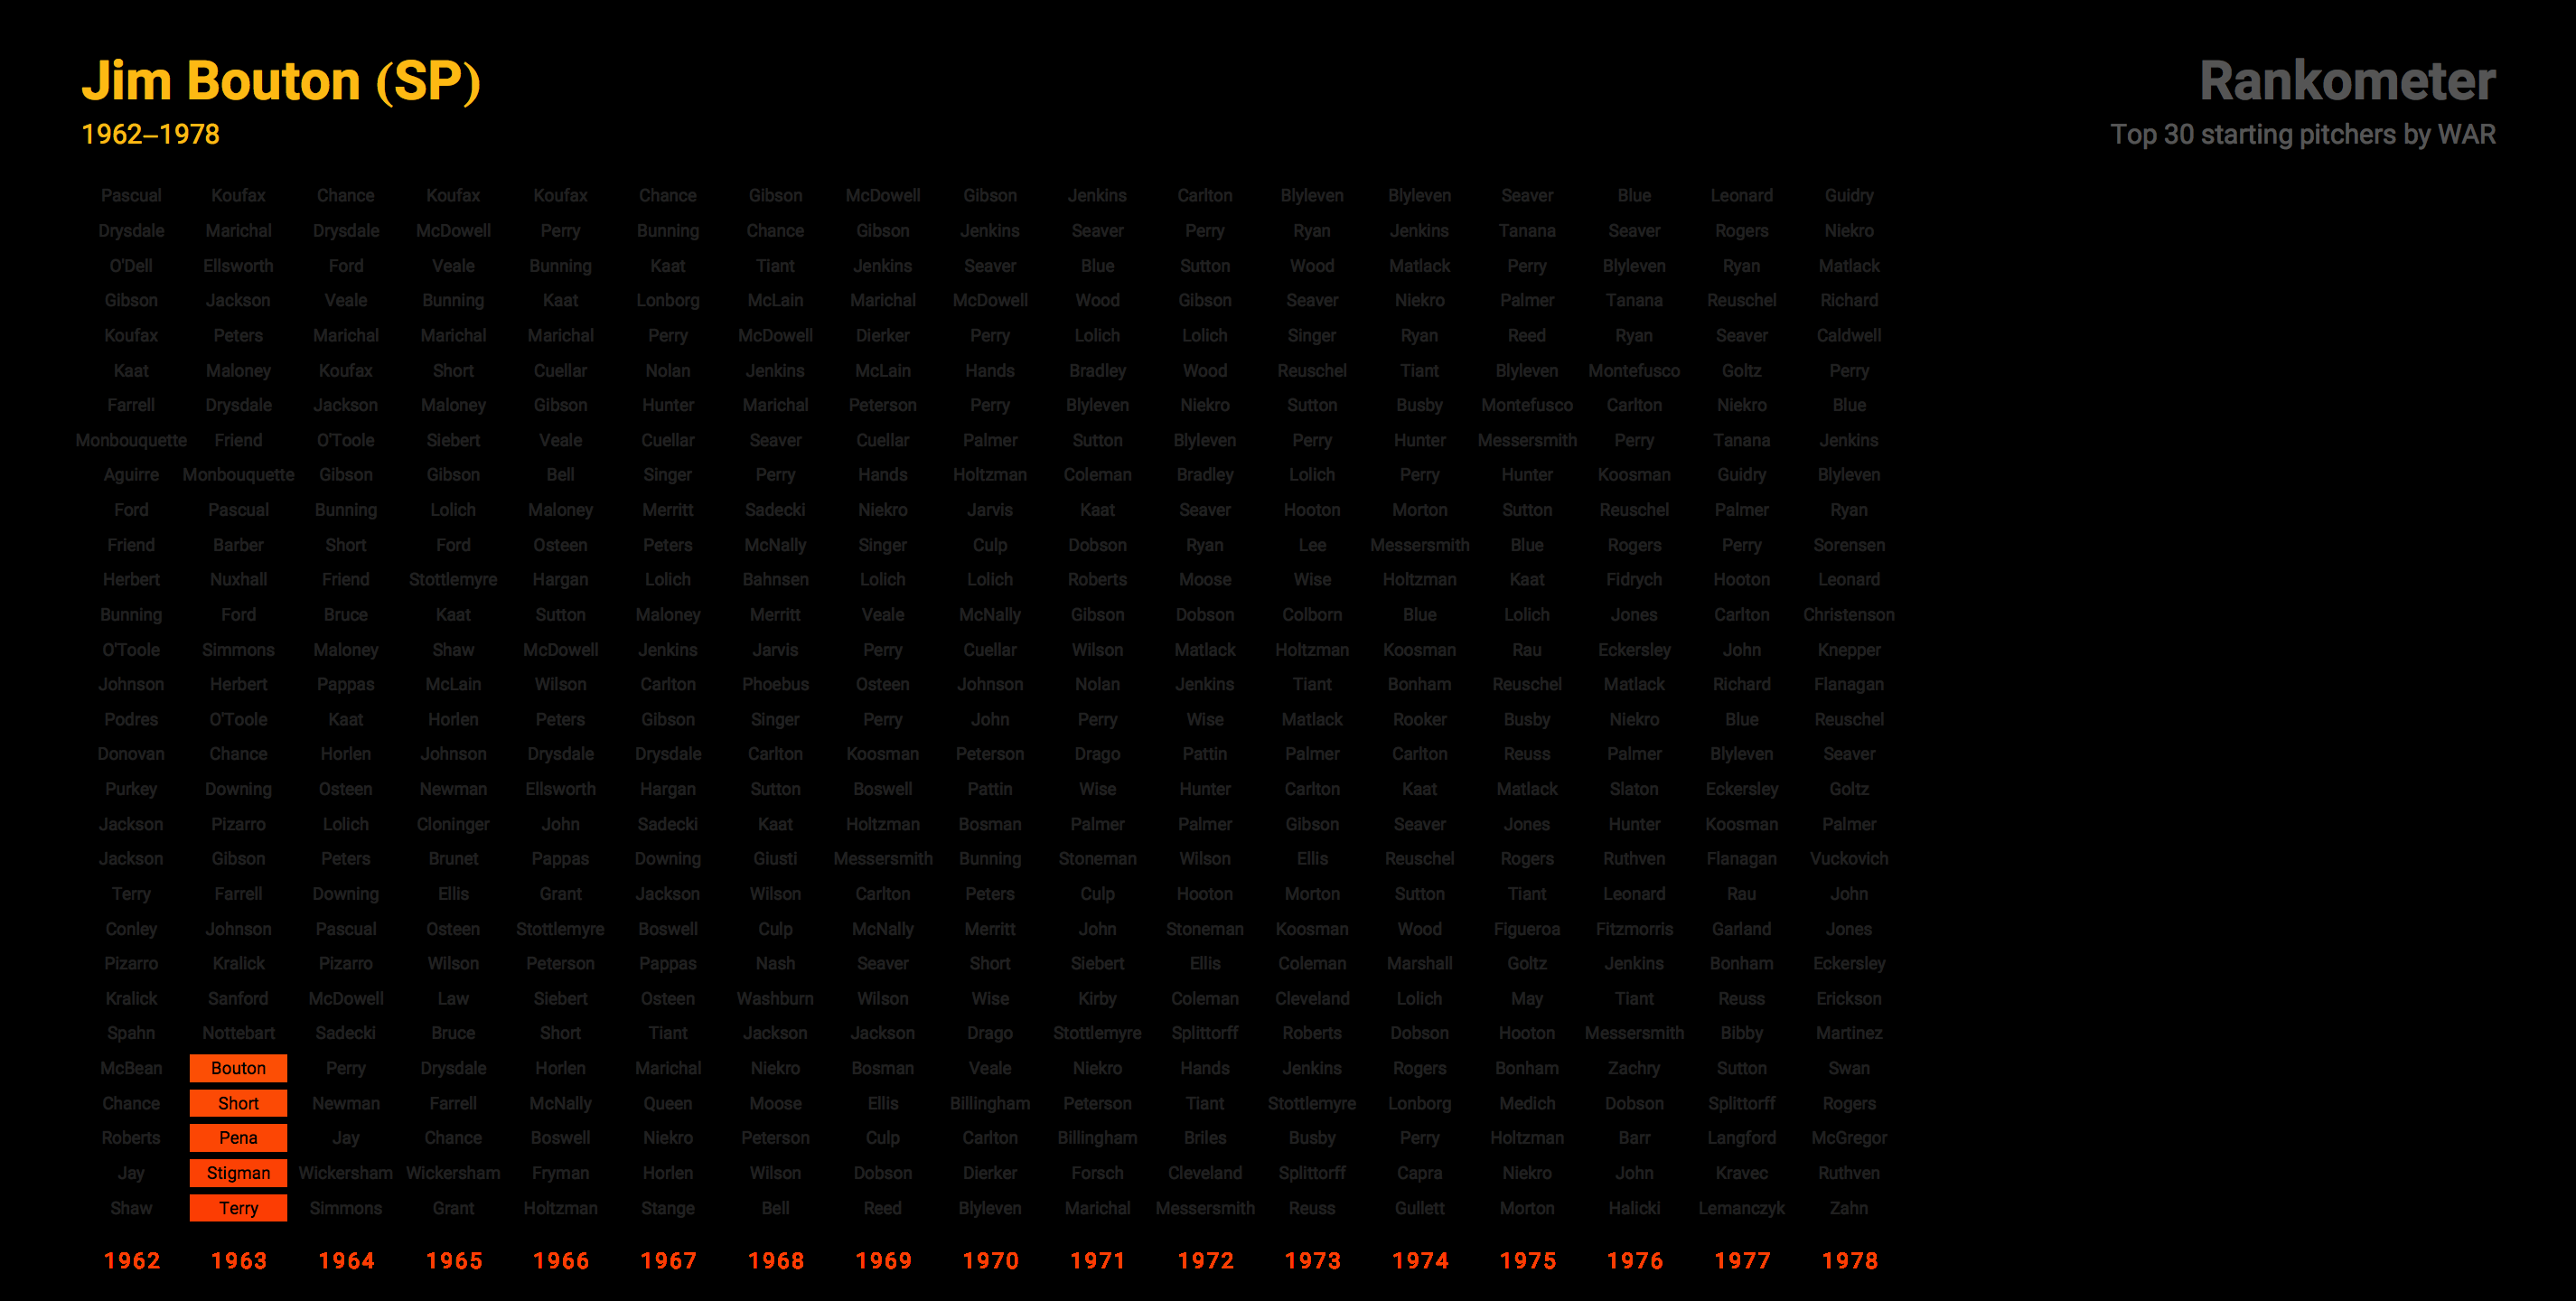 Jim Bouton (SP)
1962–1978
Rankometer
Top 30 starting pitchers by WAR
Pascual Koufax Chance Koufax Koufax Chance Gibson McDowell Gibson Jenkins Carlton Blyleven Blyleven Seaver Blue Leonard Guidry
Drysdale Marichal Drysdale McDowell Perry Bunning Chance Gibson Jenkins Seaver Perry Ryan Jenkins Tanana Seaver Rogers Niekro
O'Dell Ellsworth Ford Veale Bunning Kaat Tiant Jenkins Seaver Blue Sutton Wood Matlack Perry Blyleven Ryan Matlack
Gibson Jackson Veale Bunning Kaat Lonborg McLain Marichal McDowell Wood Gibson Seaver Niekro Palmer Tanana Reuschel Richard
Koufax Peters Marichal Marichal Marichal Perry McDowell Dierker Perry Lolich Lolich Singer Ryan Reed Ryan Seaver Caldwell
Kaat Maloney Koufax Short Cuellar Nolan Jenkins McLain Hands Bradley Wood Reuschel Tiant Blyleven Montefusco Goltz Perry
Farrell Drysdale Jackson Maloney Gibson Hunter Marichal Peterson Perry Blyleven Niekro Sutton Busby Montefusco Carlton Niekro Blue
Monbouquette Friend O'Toole Siebert Veale Cuellar Seaver Cuellar Palmer Sutton Blyleven Perry Hunter Messersmith Perry Tanana Jenkins
Aguirre Monbouquette Gibson Gibson Bell Singer Perry Hands Holtzman Coleman Bradley Lolich Perry Hunter Koosman Guidry Blyleven
Ford Pascual Bunning Lolich Maloney Merritt Sadecki Niekro Jarvis Kaat Seaver Hooton Morton Sutton Reuschel Palmer Ryan
Friend Barber Short Ford Osteen Peters McNally Singer Culp Dobson Ryan Lee Messersmith Blue Rogers Perry Sorensen
Herbert Nuxhall Friend Stottlemyre Hargan Lolich Bahnsen Lolich Lolich Roberts Moose Wise Holtzman Kaat Fidrych Hooton Leonard
Bunning Ford Bruce Kaat Sutton Maloney Merritt Veale McNally Gibson Dobson Colborn Blue Lolich Jones Carlton Christenson
O'Toole Simmons Maloney Shaw McDowell Jenkins Jarvis Perry Cuellar Wilson Matlack Holtzman Koosman Rau Eckersley John Knepper
Johnson Herbert Pappas McLain Wilson Carlton Phoebus Osteen Johnson Nolan Jenkins Tiant Bonham Reuschel Matlack Richard Flanagan
Podres O'Toole Kaat Horlen Peters Gibson Singer Perry John Perry Wise Matlack Rooker Busby Niekro Blue Reuschel
Donovan Chance Horlen Johnson Drysdale Drysdale Carlton Koosman Peterson Drago Pattin Palmer Carlton Reuss Palmer Blyleven Seaver
Purkey Downing Osteen Newman Ellsworth Hargan Sutton Boswell Pattin Wise Hunter Carlton Kaat Matlack Slaton Eckersley Goltz
Jackson Pizarro Lolich Cloninger John Sadecki Kaat Holtzman Bosman Palmer Palmer Gibson Seaver Jones Hunter Koosman Palmer
Jackson Gibson Peters Brunet Pappas Downing Giusti Messersmith Bunning Stoneman Wilson Ellis Reuschel Rogers Ruthven Flanagan Vuckovich
Terry Farrell Downing Ellis Grant Jackson Wilson Carlton Peters Culp Hooton Morton Sutton Tiant Leonard Rau John
Conley Johnson Pascual Osteen Stottlemyre Boswell Culp McNally Merritt John Stoneman Koosman Wood Figueroa Fitzmorris Garland Jones
Pizarro Kralick Pizarro Wilson Peterson Pappas Nash Seaver Short Siebert Ellis Coleman Marshall Goltz Jenkins Bonham Eckersley
Kralick Sanford McDowell Law Siebert Osteen Washburn Wilson Wise Kirby Coleman Cleveland Lolich May Tiant Reuss Erickson
Spahn Nottebart Sadecki Bruce Short Tiant Jackson Jackson Drago Stottlemyre Splittorff Roberts Dobson Hooton Messersmith Bibby Martinez
McBean Bouton Perry Drysdale Horlen Marichal Niekro Bosman Veale Niekro Hands Jenkins Rogers Bonham Zachry Sutton Swan
Chance Short Newman Farrell McNally Queen Moose Ellis Billingham Peterson Tiant Stottlemyre Lonborg Medich Dobson Splittorff Rogers
Roberts Pena Jay Chance Boswell Niekro Peterson Culp Carlton Billingham Briles Busby Perry Holtzman Barr Langford McGregor
Jay Stigman Wickersham Wickersham Fryman Horlen Wilson Dobson Dierker Forsch Cleveland Splittorff Capra Niekro John Kravec Ruthven
Shaw Terry Simmons Grant Holtzman Stange Bell Reed Blyleven Marichal Messersmith Reuss Gullett Morton Halicki Lemanczyk Zahn
1962 1963 1964 1965 1966 1967 1968 1969 1970 1971 1972 1973 1974 1975 1976 1977 1978